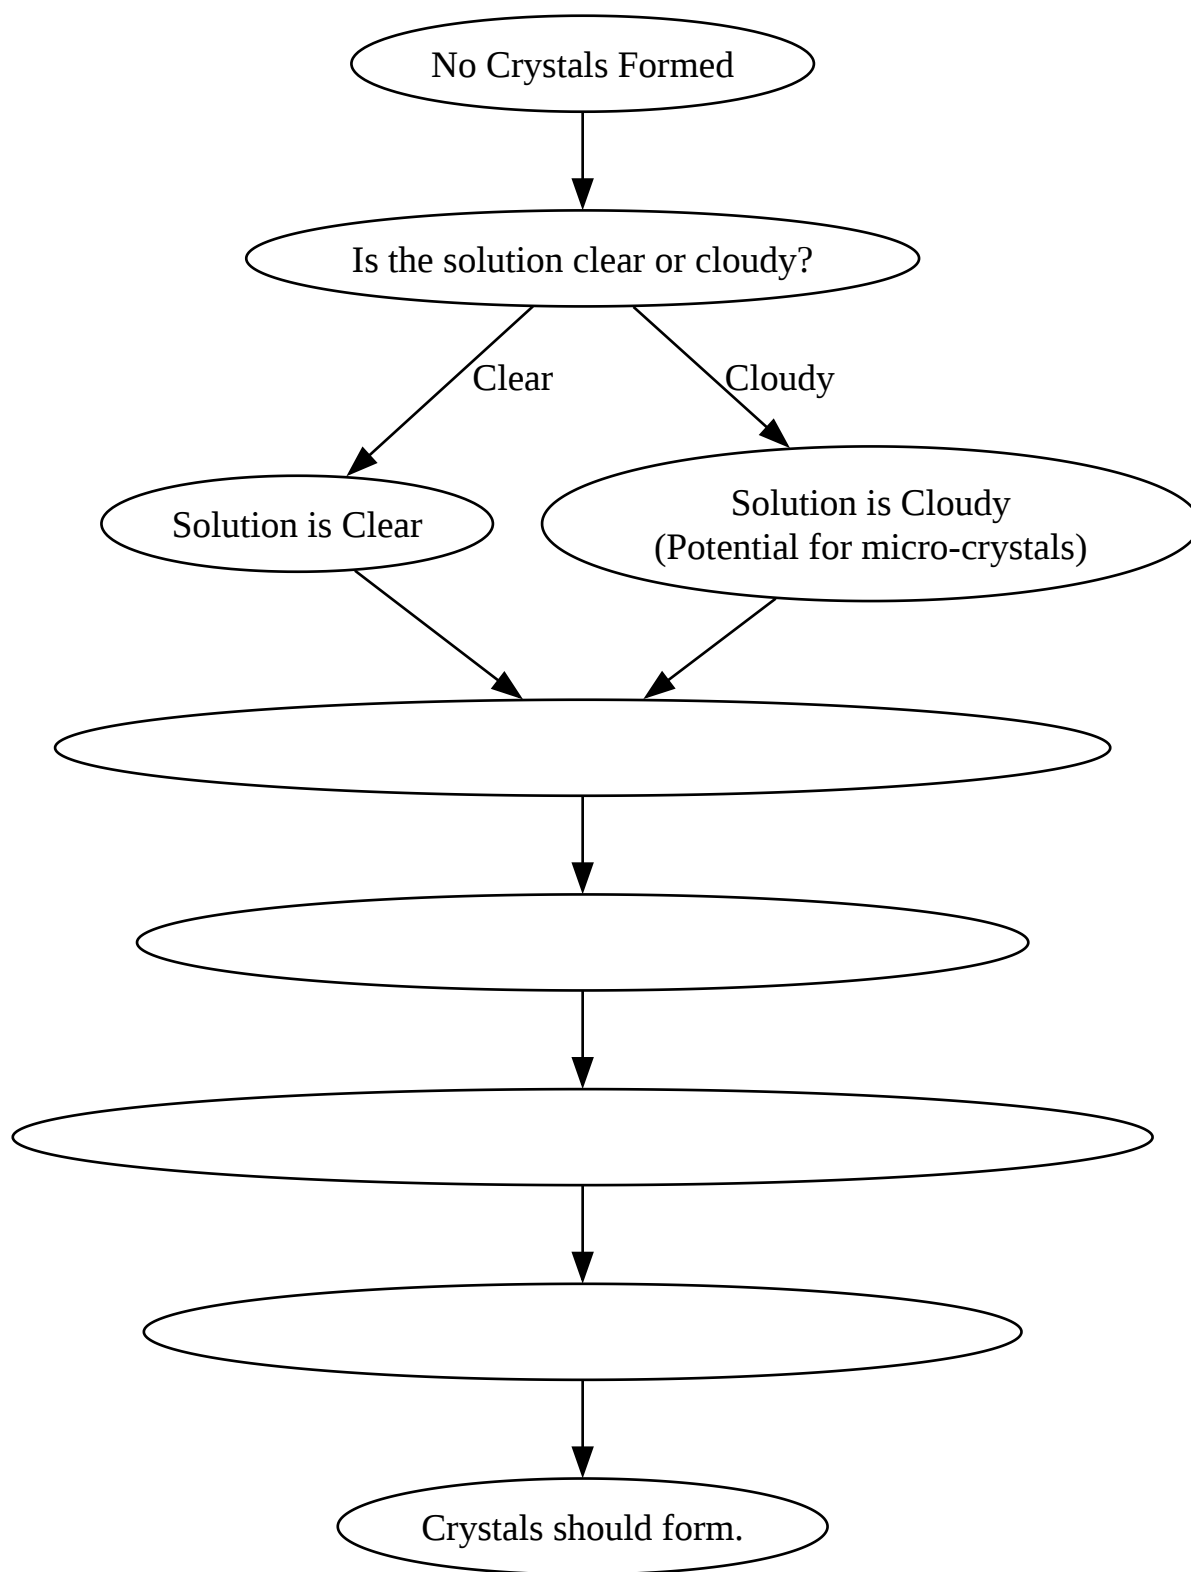 No Crystals Formed
Is the solution clear or cloudy?
Clear
Cloudy
Solution is Clear
Solution is Cloudy
(Potential for micro-crystals)
Crystals should form.